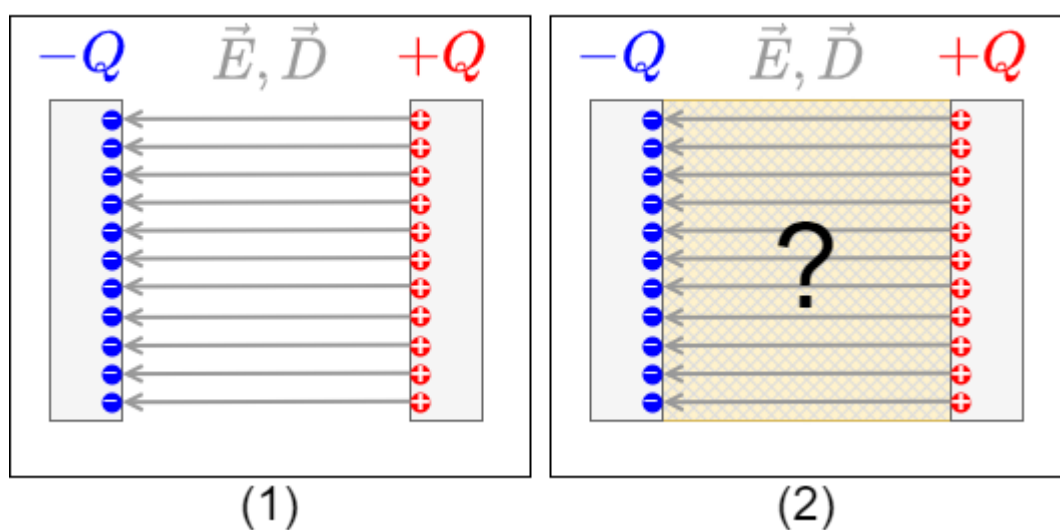 −Q E⃗, D⃗ +Q
−Q E⃗, D⃗ +Q
?
(1)
(2)